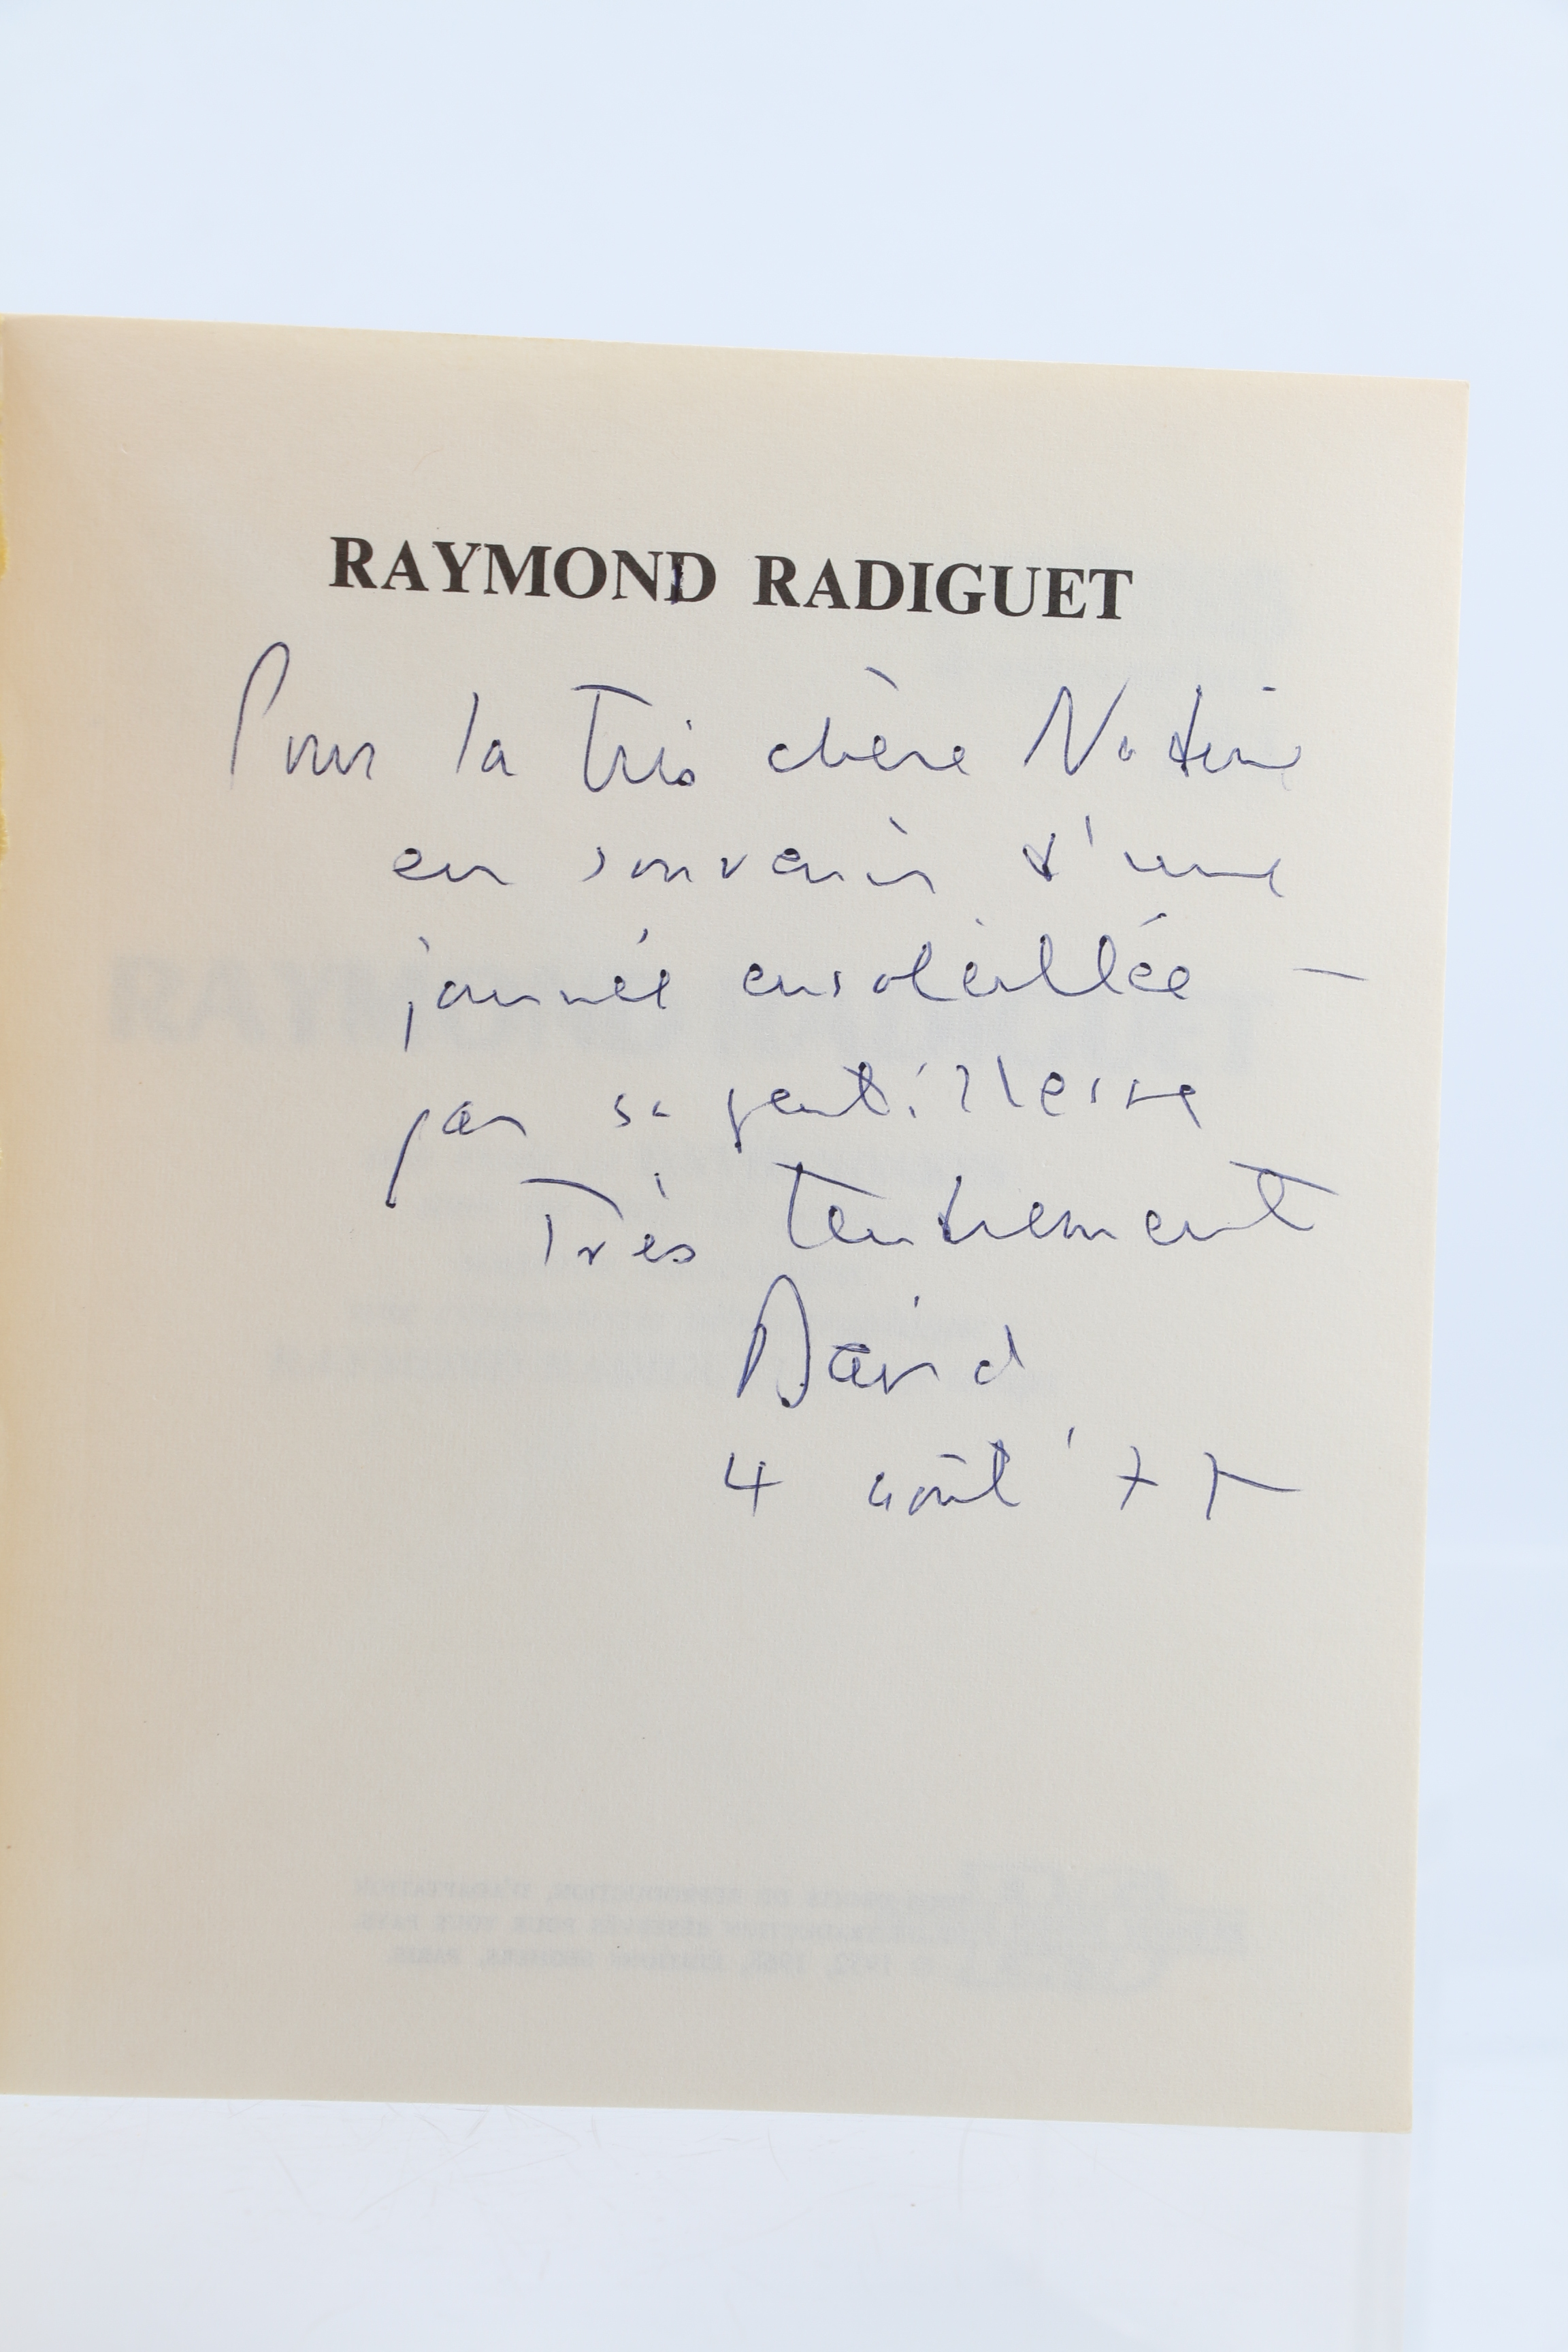 RAYMOND RADIGUET
Pour la très chère Nadine
en souvenir d'une
journée ensoleillée –
par sa gentillesse
Très tendrement
David
4 août '77